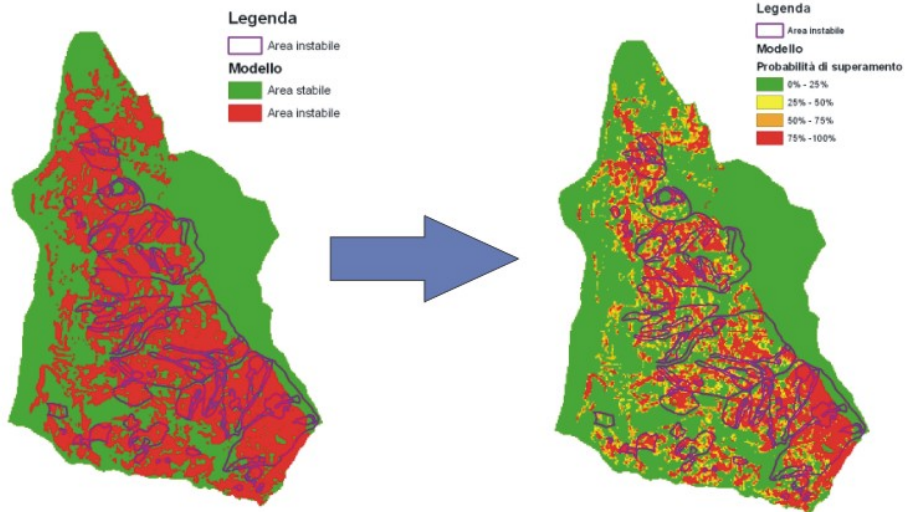 Legenda
Area instabile
Modello
Area stabile
Area instabile
Legenda
Area instabile
Modello
Probabilità di superamento
0% - 25%
25% - 50%
50% - 75%
75% -100%